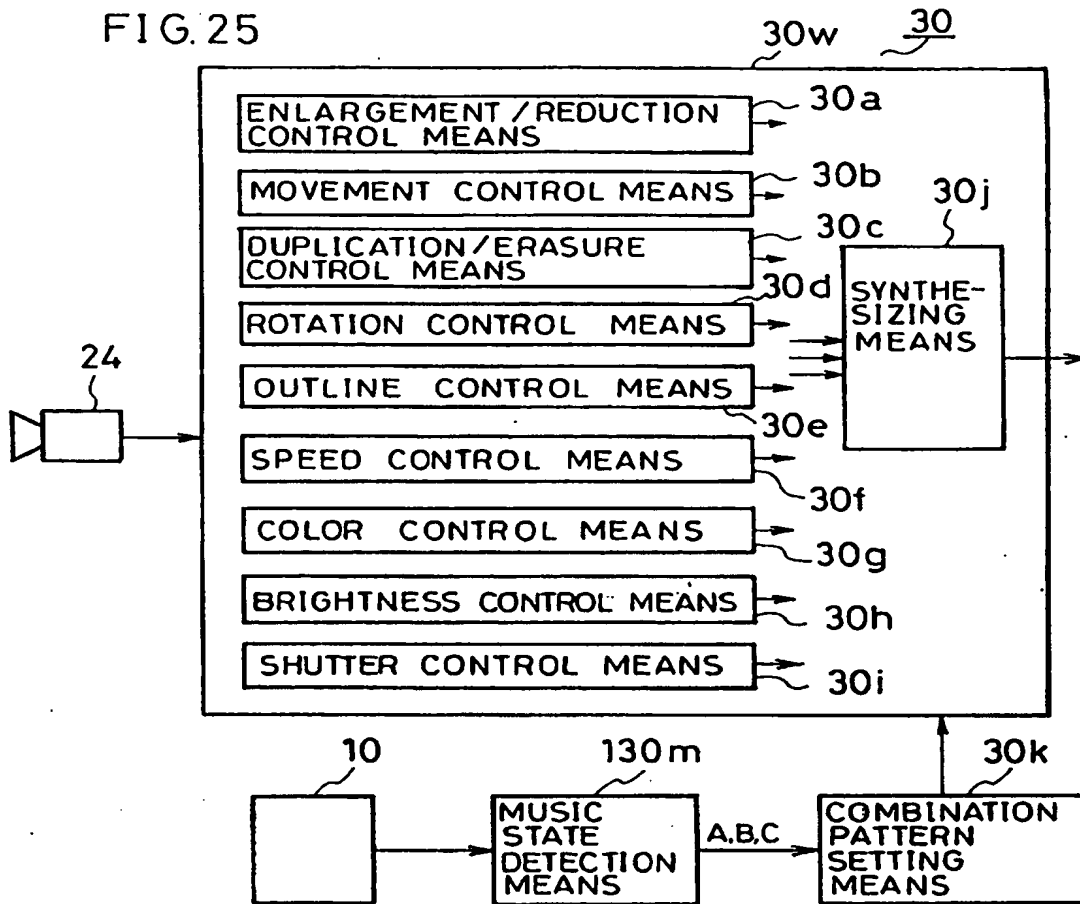 FIG. 25
30w
30
ENLARGEMENT/REDUCTION
CONTROL MEANS
30a
MOVEMENT CONTROL MEANS
30b
DUPLICATION/ERASURE
CONTROL MEANS
30c
ROTATION CONTROL MEANS
30d
OUTLINE CONTROL MEANS
30e
SPEED CONTROL MEANS
30f
COLOR CONTROL MEANS
30g
BRIGHTNESS CONTROL MEANS
30h
SHUTTER CONTROL MEANS
30i
30j
SYNTHE-
SIZING
MEANS
24
10
130m
MUSIC
STATE
DETECTION
MEANS
A,B,C
30k
COMBINATION
PATTERN
SETTING
MEANS